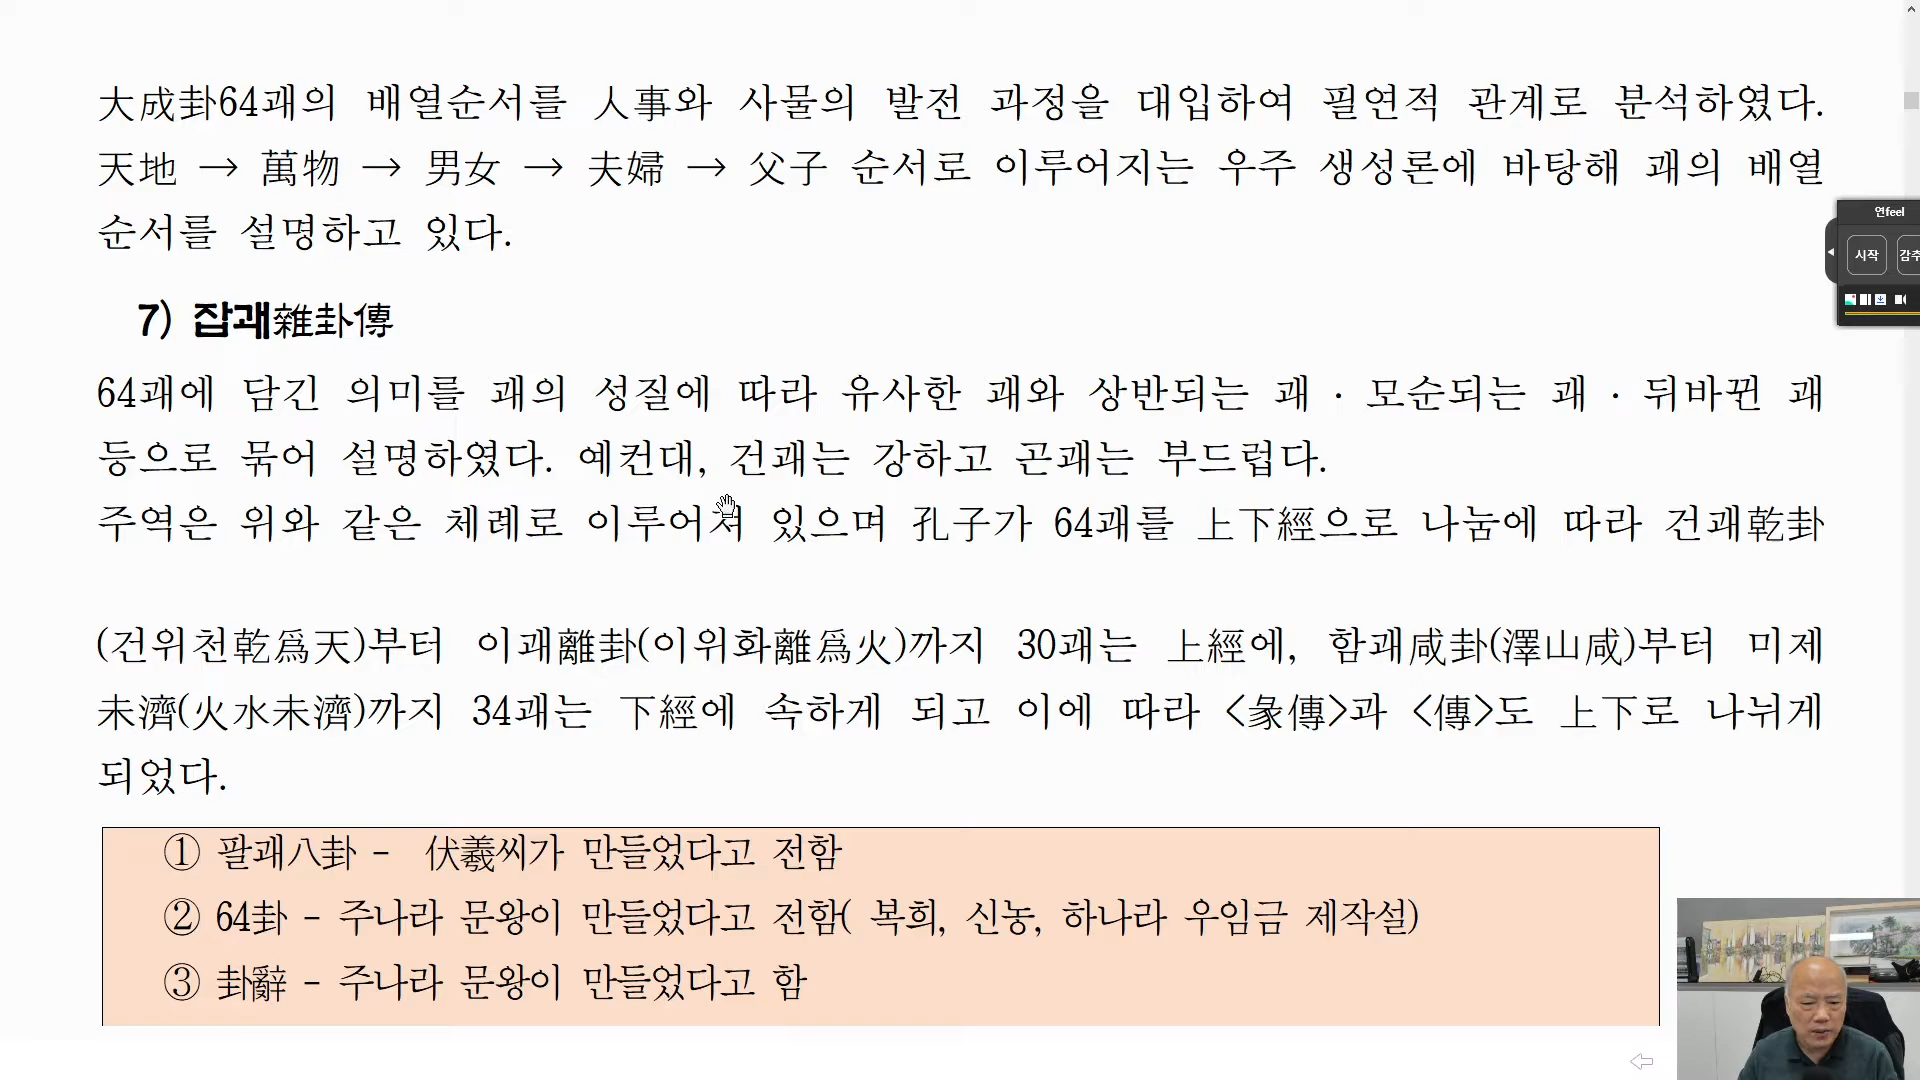 大成卦64괘의 배열순서를 人事와 사물의 발전 과정을 대입하여 필연적 관계로 분석하였다.
天地 → 萬物 → 男女 → 夫婦 → 父子 순서로 이루어지는 우주 생성론에 바탕해 괘의 배열
순서를 설명하고 있다.
7) 잡괘雜卦傳
64괘에 담긴 의미를 괘의 성질에 따라 유사한 괘와 상반되는 괘 · 모순되는 괘 · 뒤바뀐 괘
등으로 묶어 설명하였다. 예컨대, 건괘는 강하고 곤괘는 부드럽다.
주역은 위와 같은 체례로 이루어져 있으며 孔子가 64괘를 上下經으로 나눔에 따라 건괘乾卦
(건위천乾爲天)부터 이괘離卦(이위화離爲火)까지 30괘는 上經에, 함괘咸卦(澤山咸)부터 미제
未濟(火水未濟)까지 34괘는 下經에 속하게 되고 이에 따라 <彖傳>과 <傳>도 上下로 나뉘게
되었다.
① 팔괘八卦 - 伏羲씨가 만들었다고 전함
② 64卦 - 주나라 문왕이 만들었다고 전함( 복희, 신농, 하나라 우임금 제작설)
③ 卦辭 - 주나라 문왕이 만들었다고 함
연feel
시작
감추